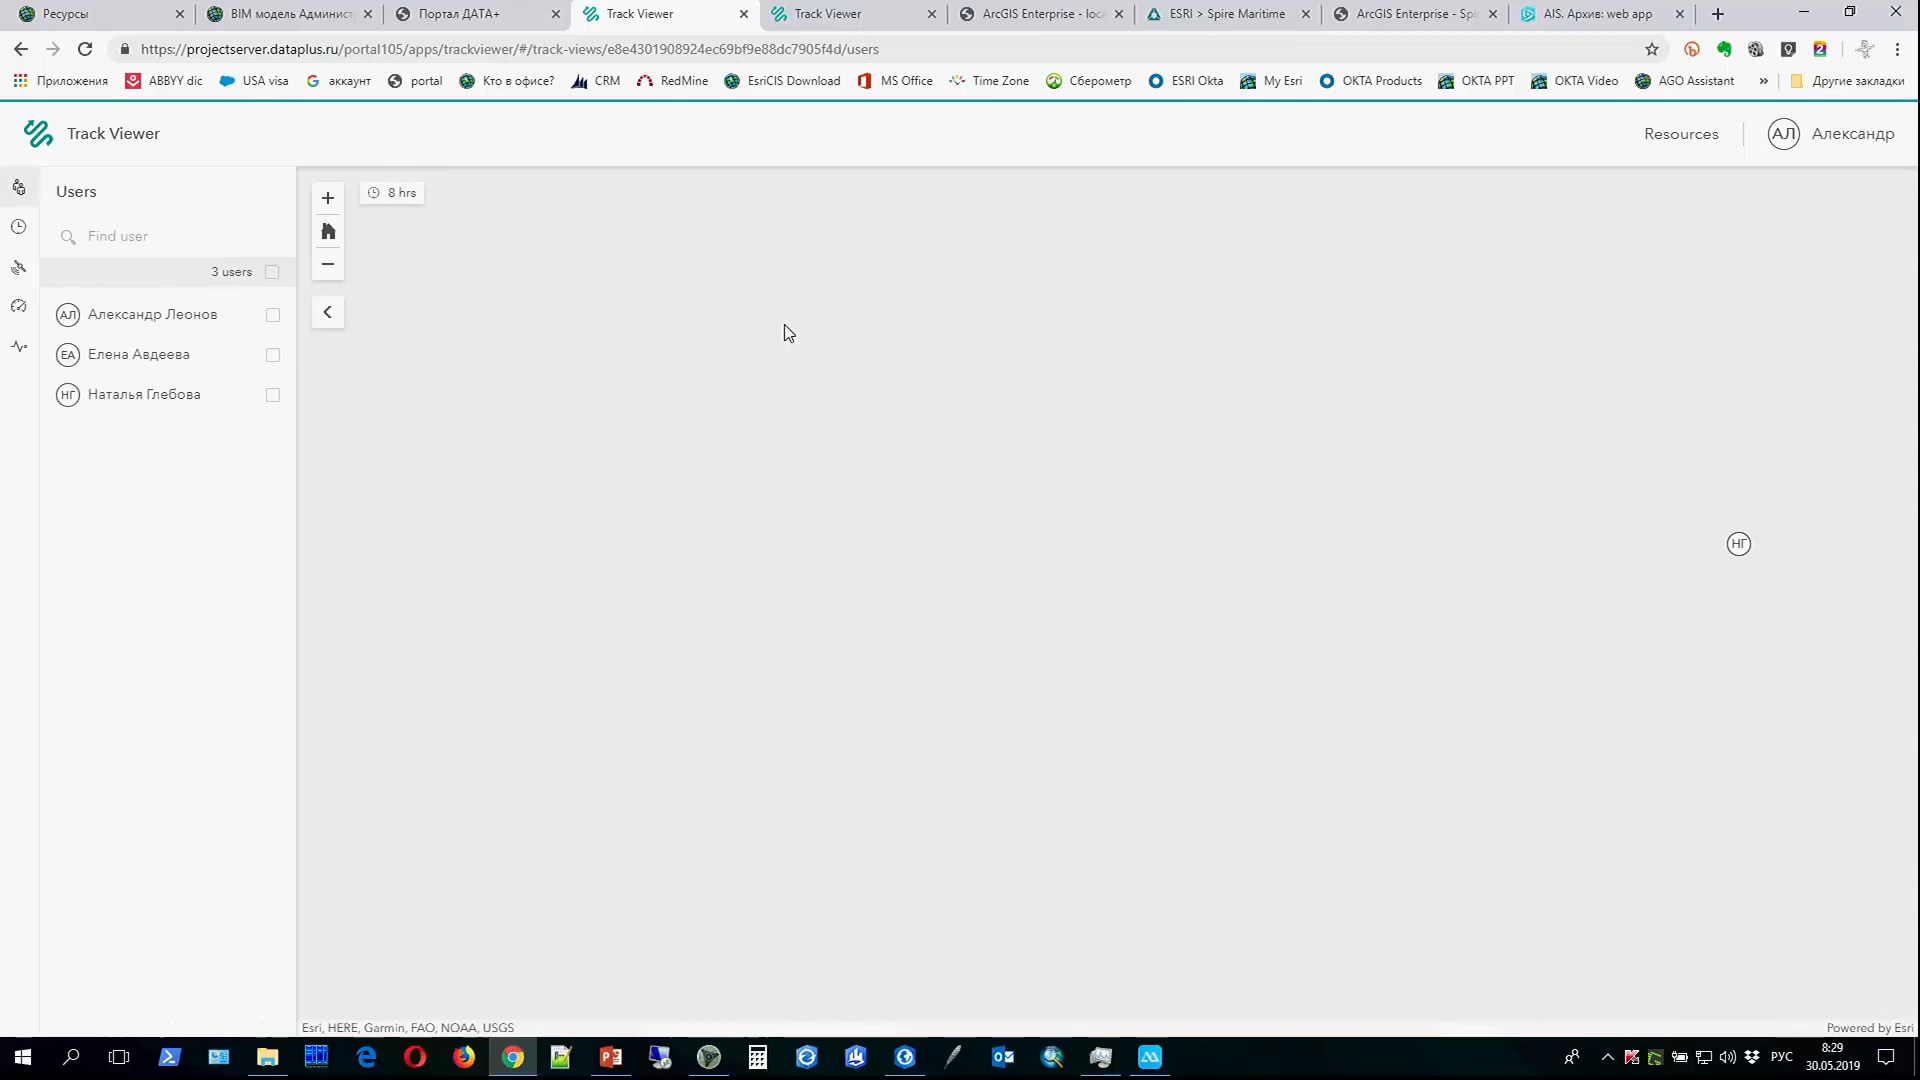 Ресурсы
BIM модель Админист
Портал ДАТА+
Track Viewer
Track Viewer
ArcGIS Enterprise - loca
ESRI > Spire Maritime
ArcGIS Enterprise - Spi
AIS. Архив: web app
https://projectserver.dataplus.ru/portal105/apps/trackviewer/#/track-views/e8e4301908924ec69bf9e88dc7905f4d/users
Приложения
ABBYY dic
USA visa
аккаунт
portal
Кто в офисе?
CRM
RedMine
EsriCIS Download
MS Office
Time Zone
Сберометр
ESRI Okta
My Esri
OKTA Products
OKTA PPT
OKTA Video
AGO Assistant
»
Другие закладки
Track Viewer
Resources
АЛ Александр
Users
8 hrs
Find user
3 users
АЛ Александр Леонов
ЕА Елена Авдеева
НГ Наталья Глебова
НГ
Esri, HERE, Garmin, FAO, NOAA, USGS
Powered by Esri
РУС
8:29
30.05.2019